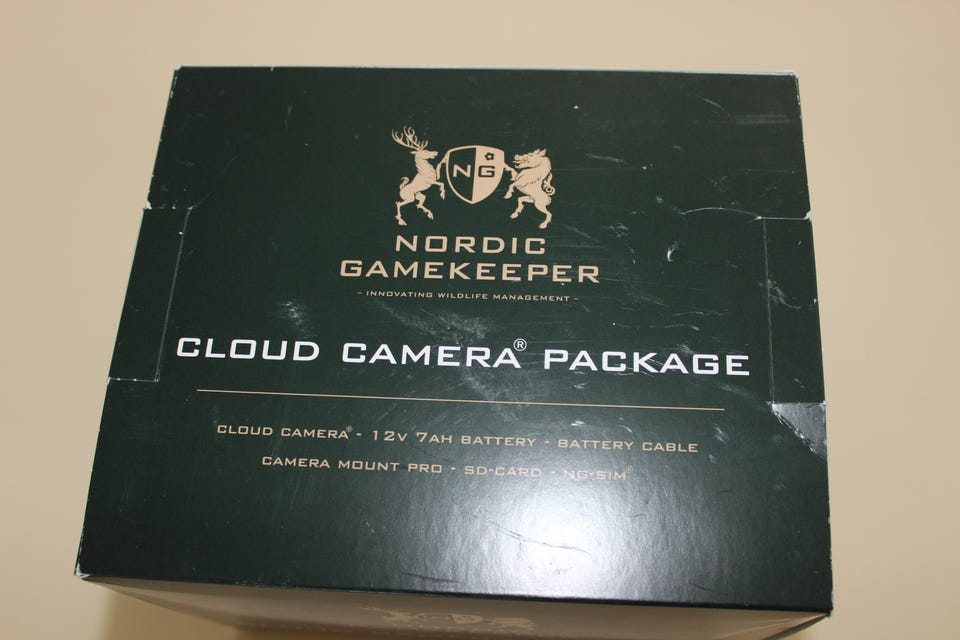 NG
NORDIC
GAMEKEEPER
- INNOVATING WILDLIFE MANAGEMENT -
CLOUD CAMERA® PACKAGE
CLOUD CAMERA® - 12V 7AH BATTERY - BATTERY CABLE
CAMERA MOUNT PRO - SD-CARD - NG-SIM®